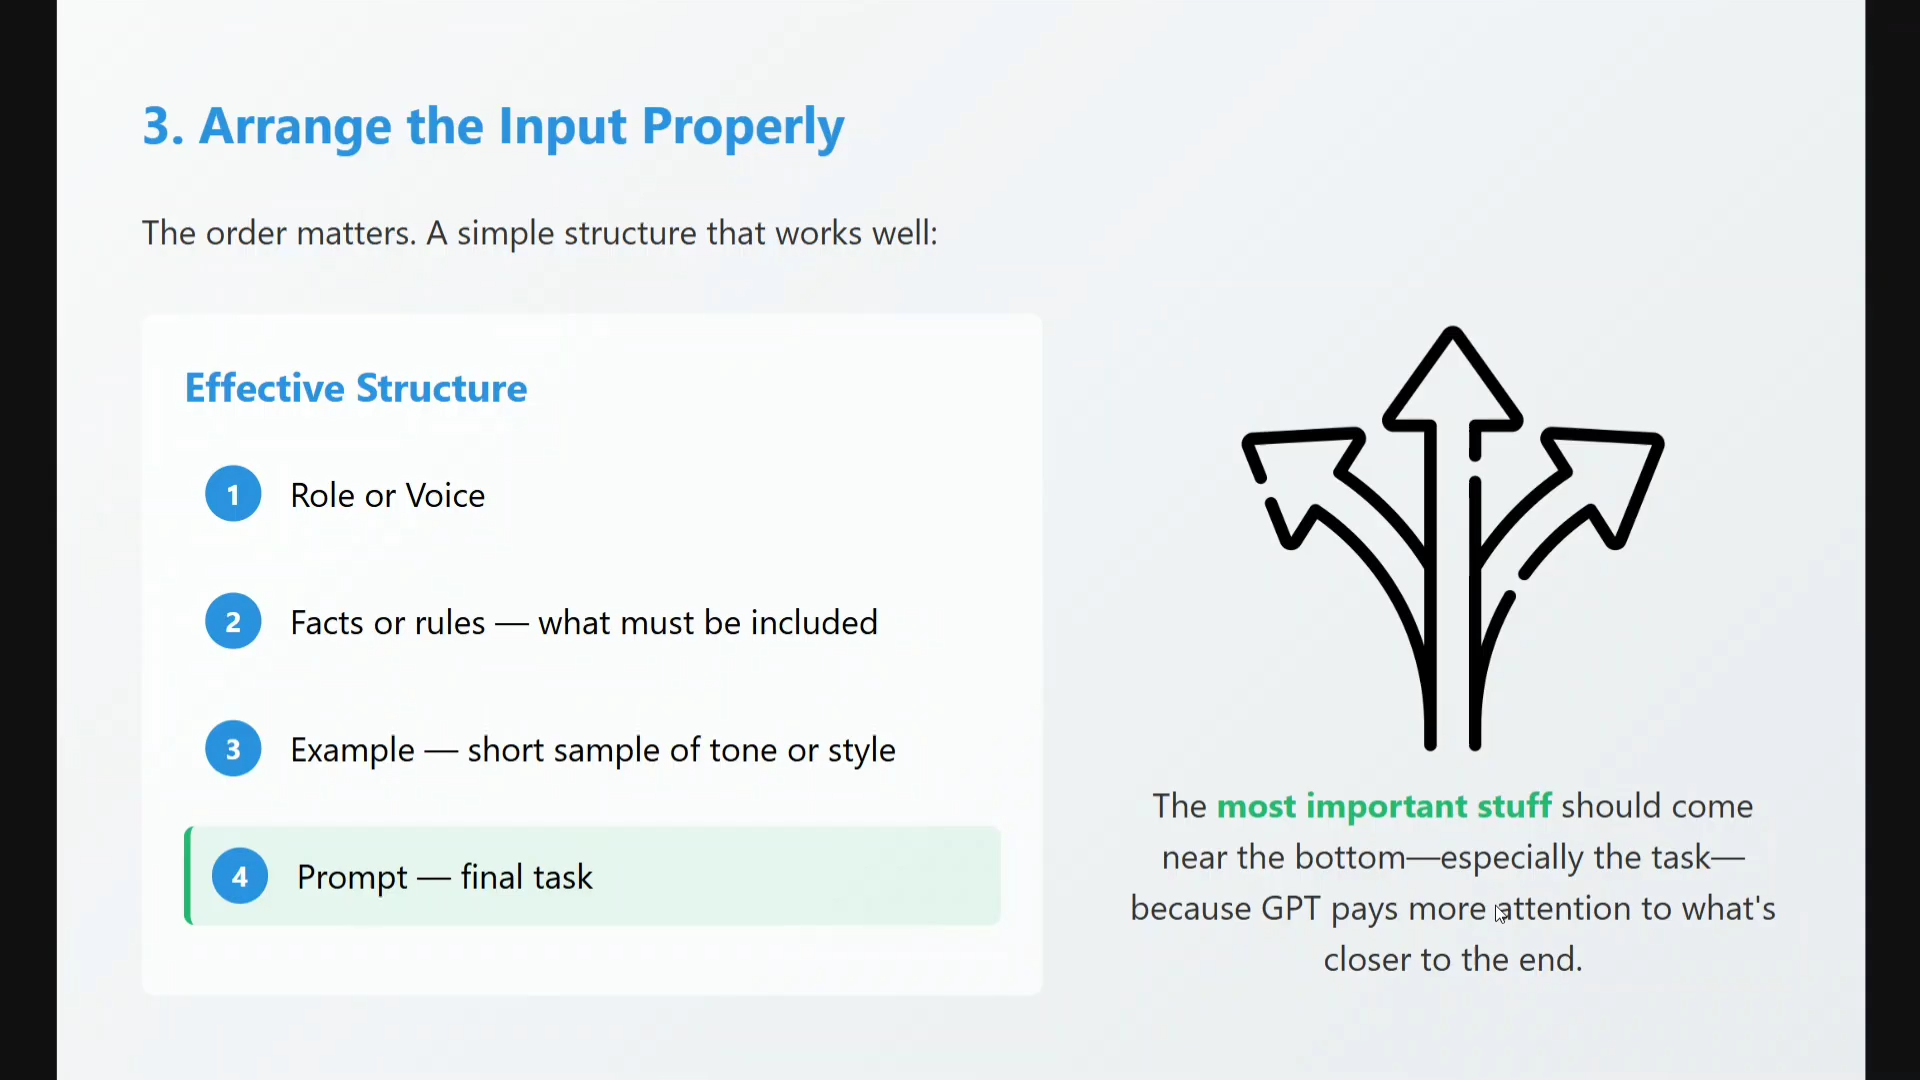 3. Arrange the Input Properly
The order matters. A simple structure that works well:
Effective Structure
1 Role or Voice
2 Facts or rules — what must be included
3 Example — short sample of tone or style
4 Prompt — final task
The most important stuff should come
near the bottom—especially the task—
because GPT pays more attention to what's
closer to the end.